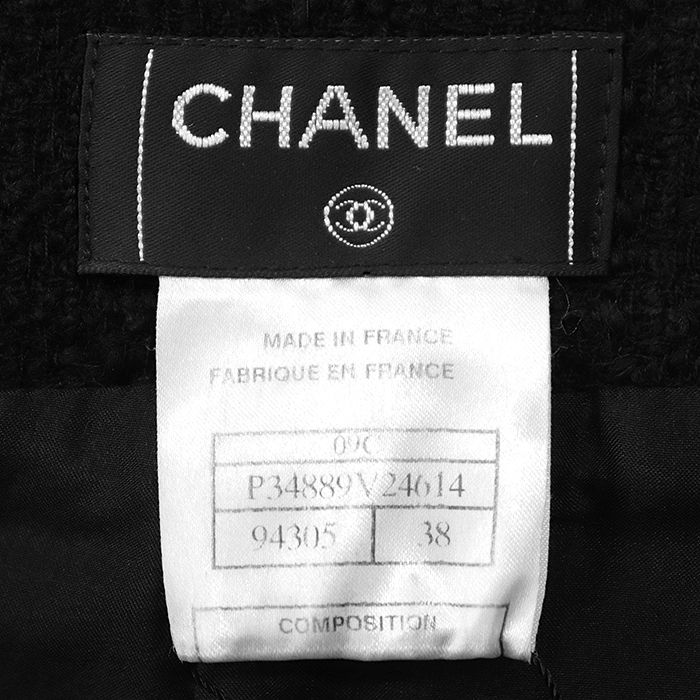 CHANEL
MADE IN FRANCE
FABRIQUE EN FRANCE
09C
P34889V24614
94305 38
COMPOSITION